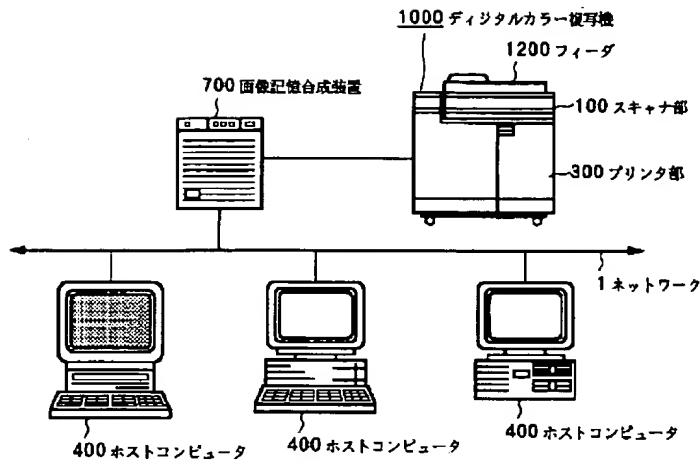 1000 ディジタルカラー複写機
1200 フィーダ
700 画像記憶合成装置
100 スキャナ部
300 プリンタ部
1 ネットワーク
400 ホストコンピュータ
400 ホストコンピュータ
400 ホストコンピュータ